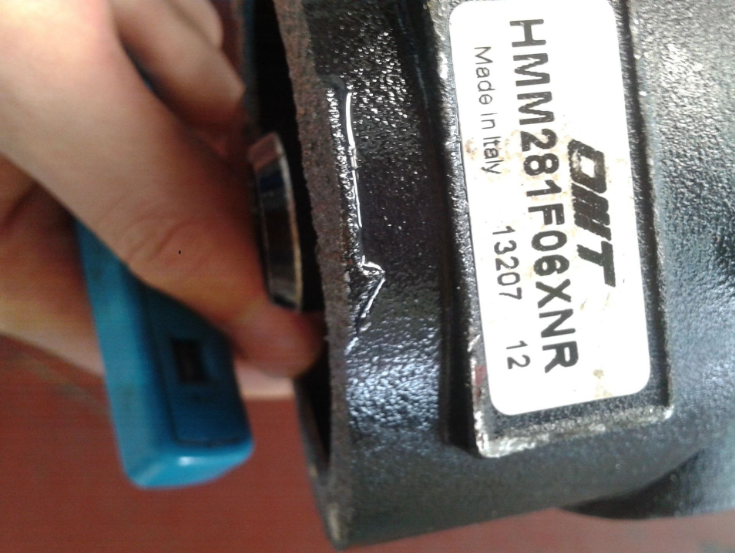 OMT
HMM281F06XNR
Made in Italy 13207 12